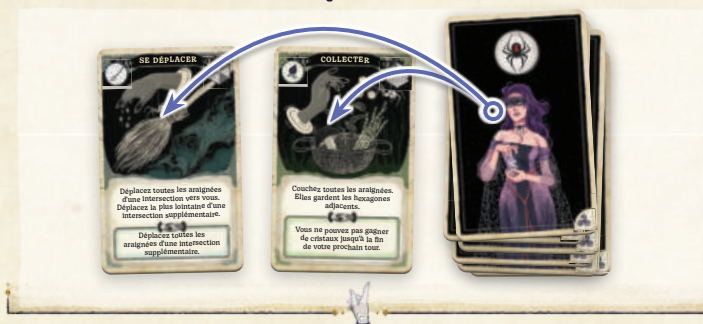 SE DÉPLACER
Déplacez toutes les araignées
d'une intersection vers vous.
Déplacez la plus lointaine d'une
intersection supplémentaire.
Déplacez toutes les
araignées d'une intersection
supplémentaire.
COLLECTER
Couchez toutes les araignées.
Elles gardent les hexagones
adjacents.
Vous ne pouvez pas gagner
de cristaux jusqu'à la fin
de votre prochain tour.